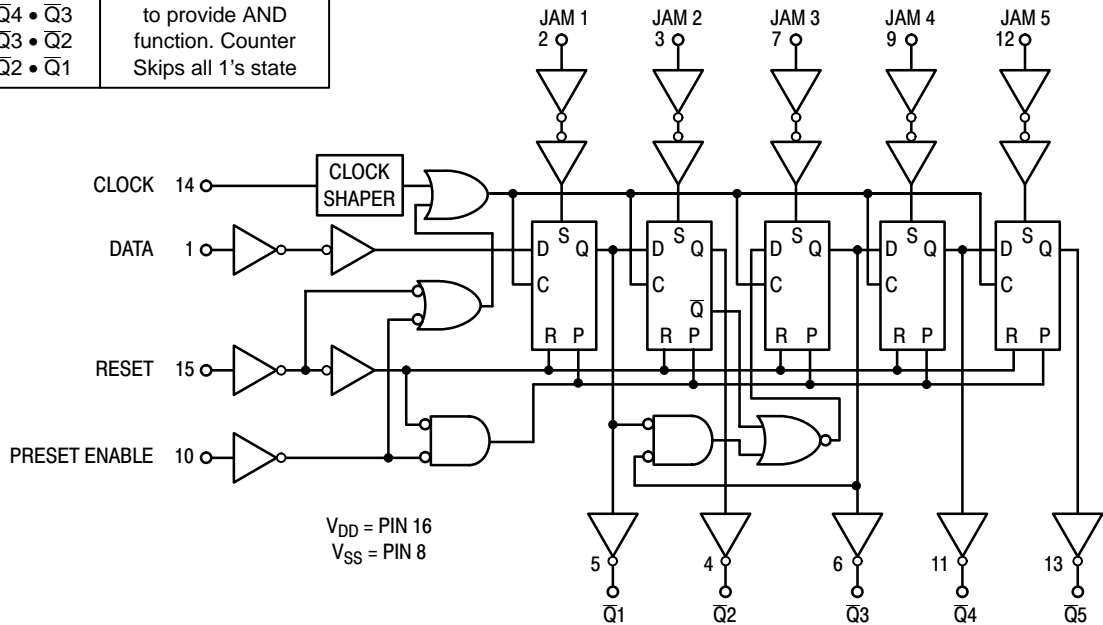 Q̅4 • Q̅3
Q̅3 • Q̅2
Q̅2 • Q̅1
to provide AND
function. Counter
Skips all 1's state
JAM 1
2
JAM 2
3
JAM 3
7
JAM 4
9
JAM 5
12
CLOCK 14
CLOCK
SHAPER
DATA 1
S
D Q
C
R P
S
D Q
C
Q̅
R P
S
D Q
C
R P
S
D Q
C
R P
S
D Q
C
R P
RESET 15
PRESET ENABLE 10
VDD = PIN 16
VSS = PIN 8
5
4
6
11
13
Q̅1
Q̅2
Q̅3
Q̅4
Q̅5